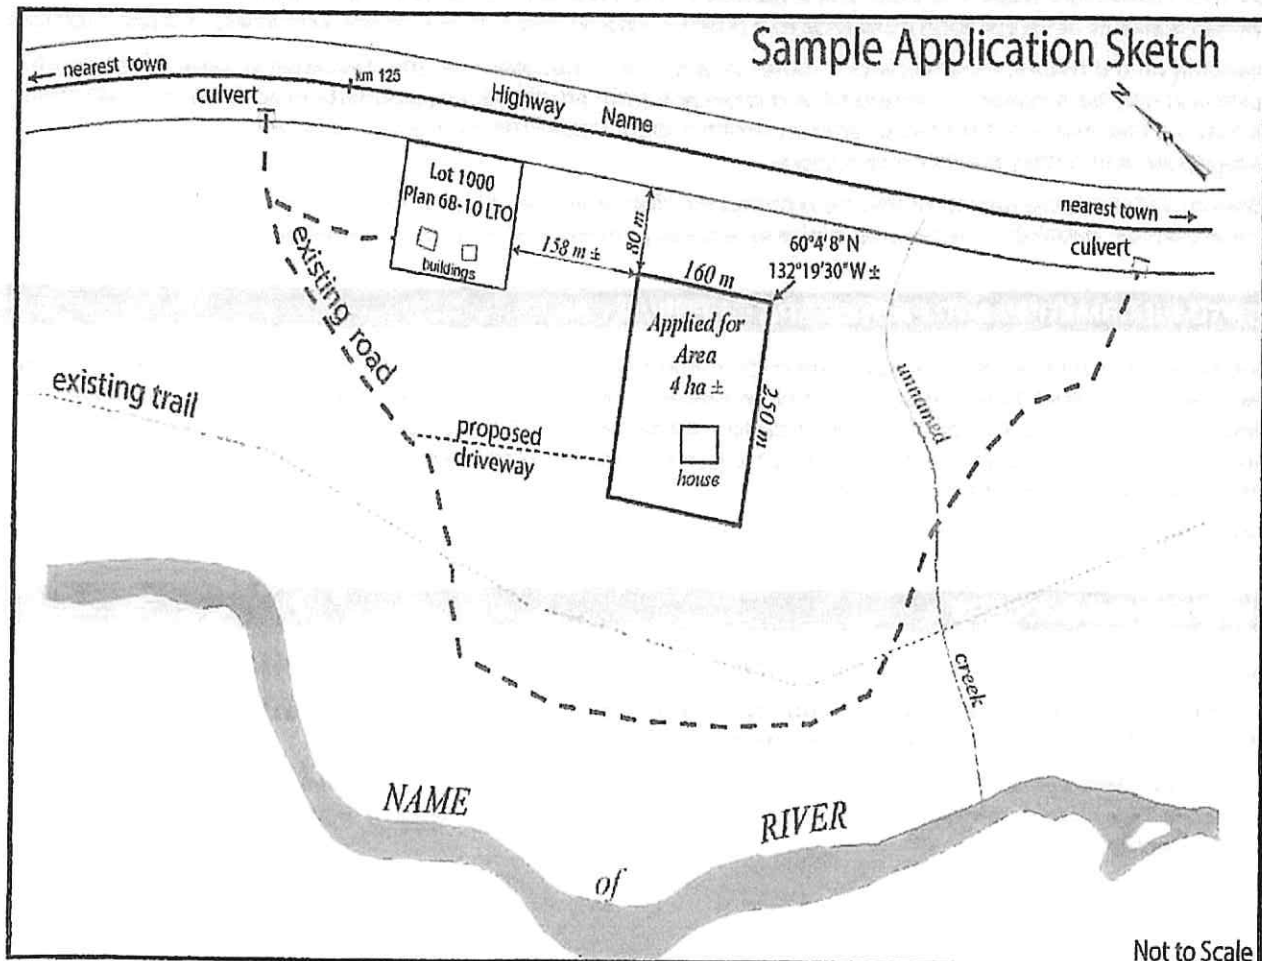 Sample Application Sketch
nearest town
km 125
culvert
Highway Name
N
Lot 1000
Plan 68-10 LTO
buildings
158 m ±
80 m
160 m
60°4'8"N
132°19'30"W ±
nearest town
culvert
existing road
Applied for
Area
4 ha ±
250 m
house
unnamed
creek
existing trail
proposed
driveway
NAME
of
RIVER
Not to Scale